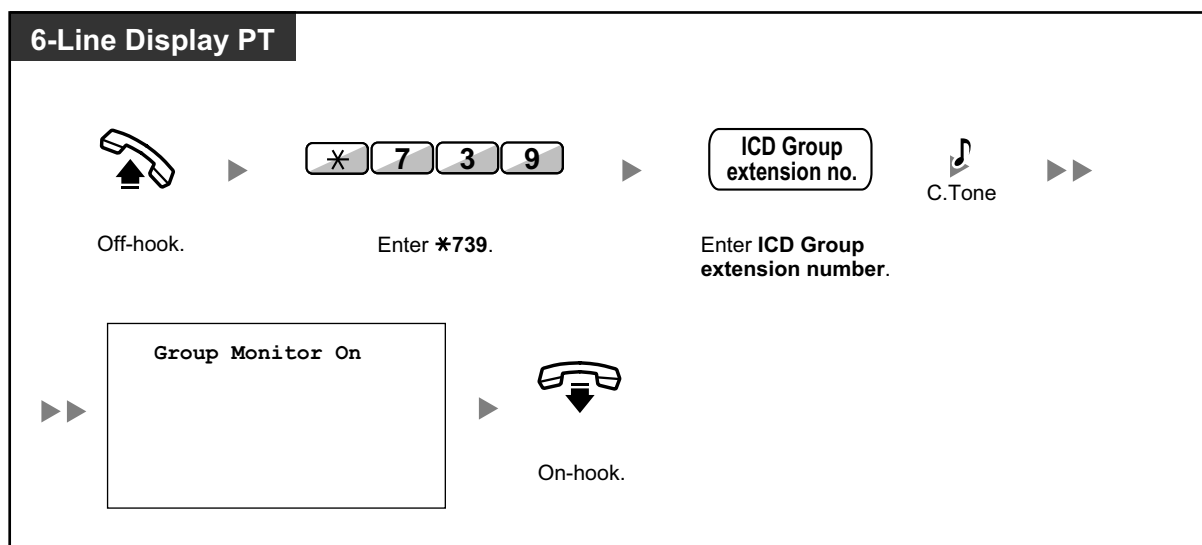 6-Line Display PT
✳ 7 3 9
ICD Group
extension no.
C.Tone
Off-hook.
Enter ✳739.
Enter ICD Group
extension number.
Group Monitor On
On-hook.